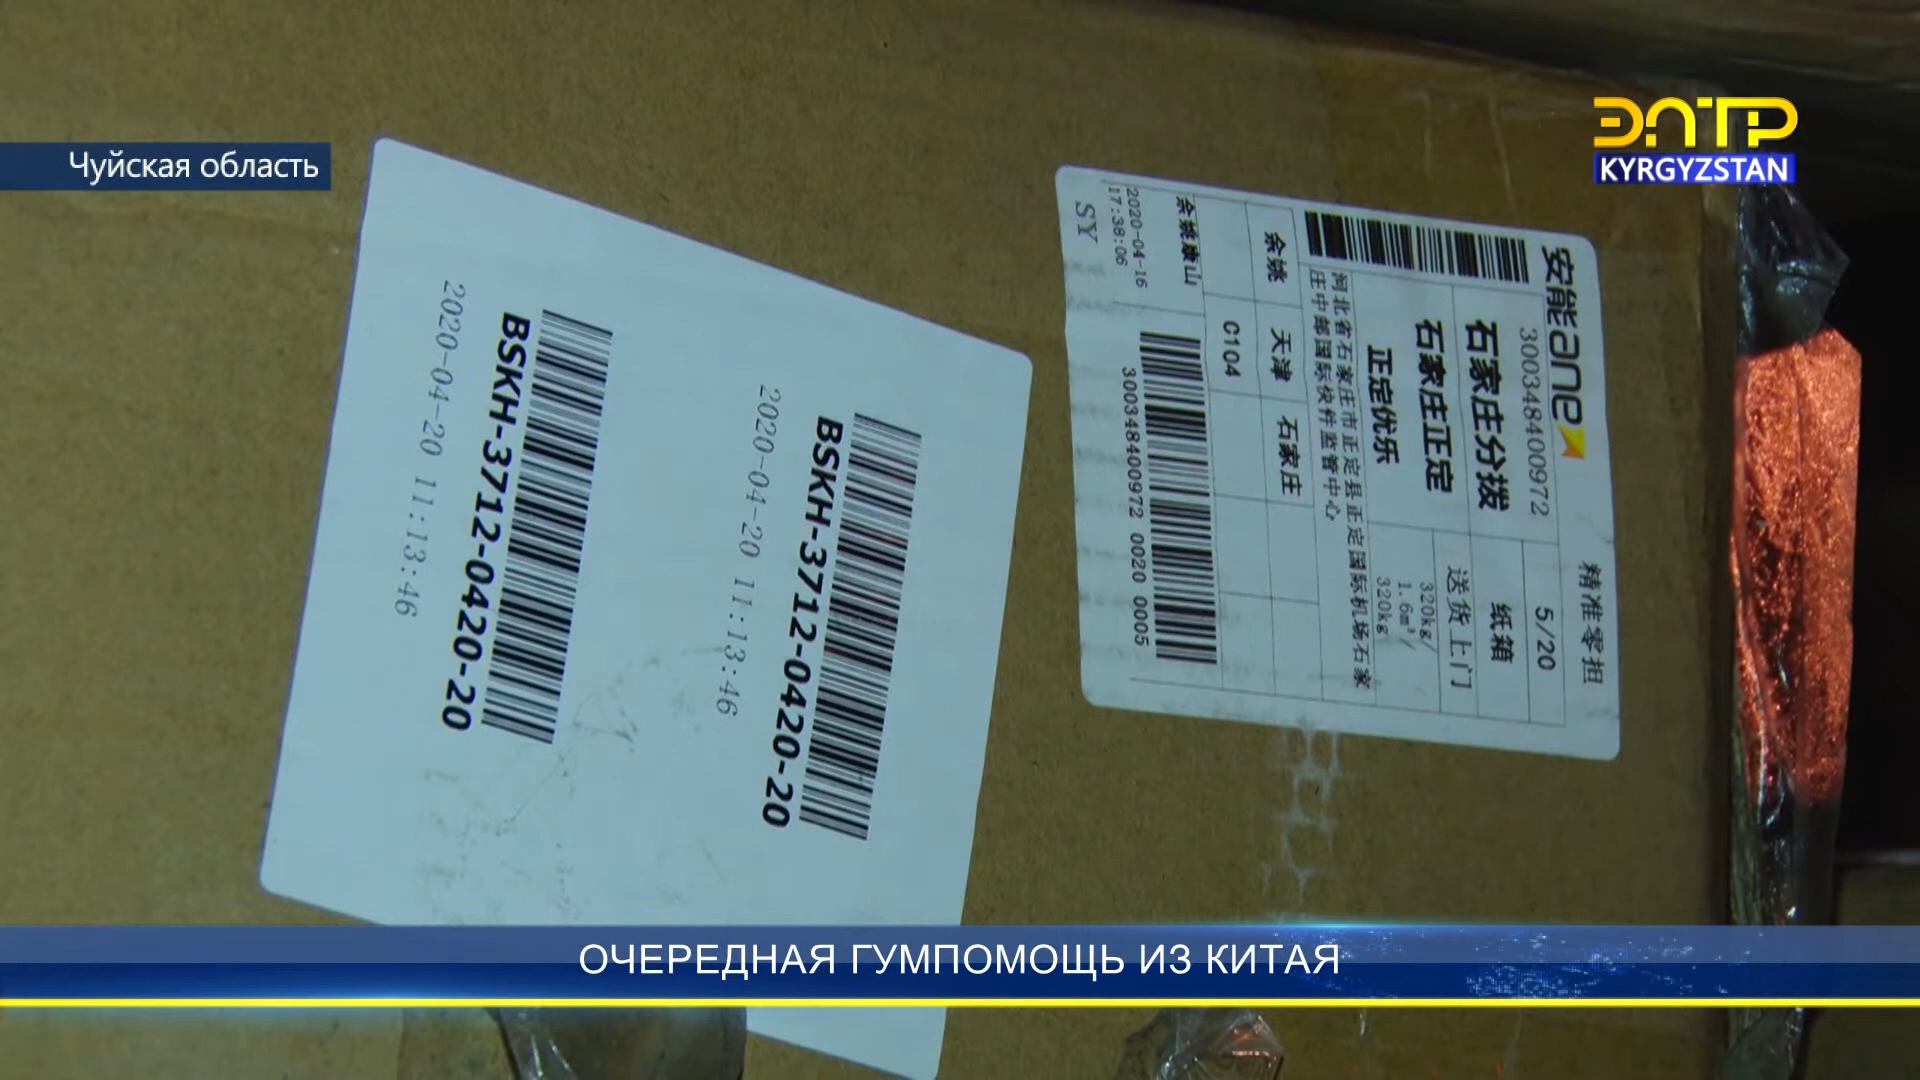 Чуйская область
ЭЛТР
KYRGYZSTAN
2020-04-20 11:13:46
BSKH-3712-0420-20
2020-04-20 11:13:46
BSKH-3712-0420-20
安能ane
精准零担
300348400972
5/20
石家庄分拨
纸箱
石家庄正定
送货上门
正定优乐
320kg/
1.6m³/
320kg
河北省石家庄市正定县正定国际机场石家
庄中邮国际快件监管中心
余姚
天津
石家庄
C104
300348400972 0020 0005
余姚康山
2020-04-16
17:38:06
SY
ОЧЕРЕДНАЯ ГУМПОМОЩЬ ИЗ КИТАЯ